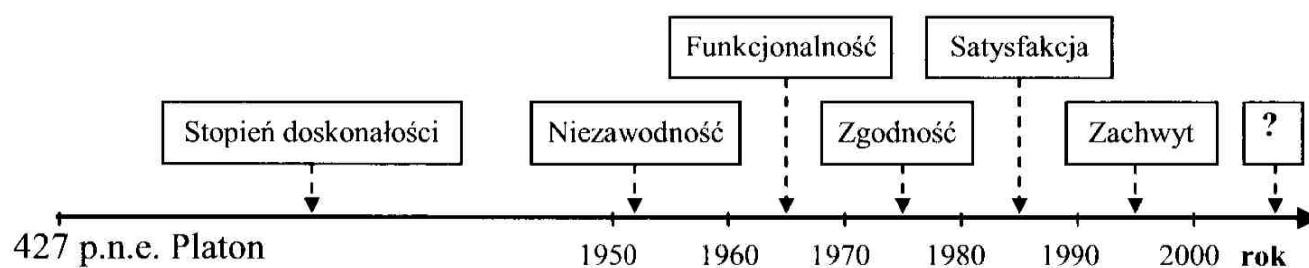 Funkcjonalność
Satysfakcja
Stopień doskonałości
Niezawodność
Zgodność
Zachwyt
?
427 p.n.e. Platon
1950
1960
1970
1980
1990
2000
rok